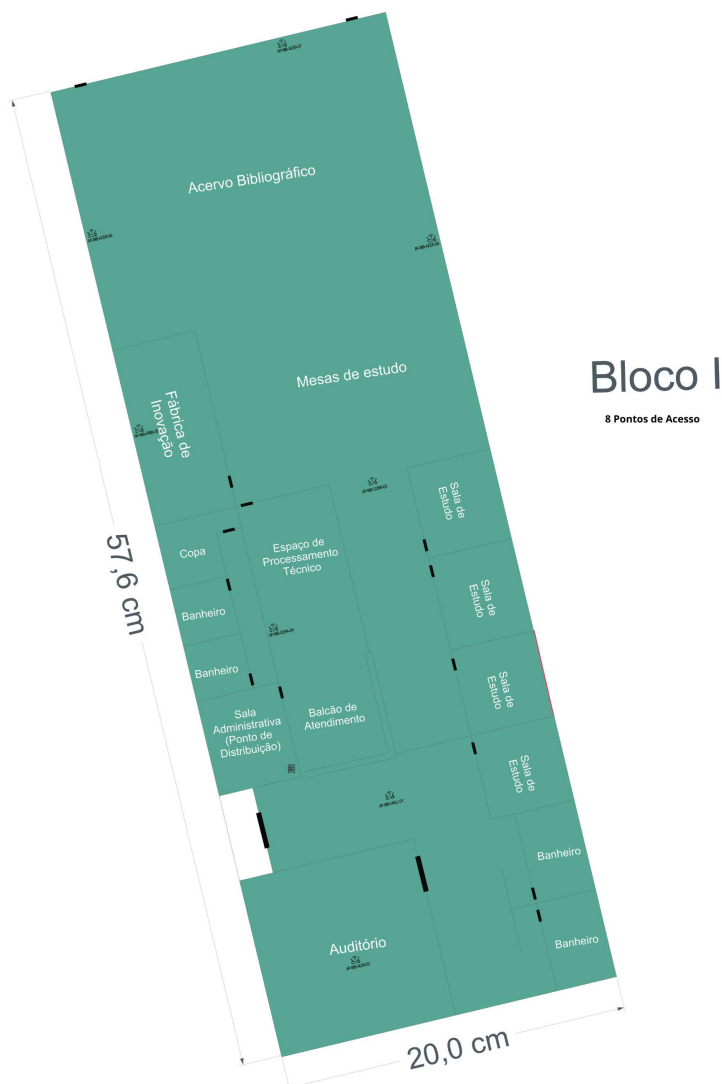 Acervo Bibliográfico
Mesas de estudo
Bloco I
8 Pontos de Acesso
Fábrica de
Inovação
Sala de
Estudo
Copa
Espaço de
Processamento
Técnico
57,6 cm
Banheiro
Sala de
Estudo
Banheiro
Sala de
Estudo
Sala
Administrativa
(Ponto de
Distribuição)
Balcão de
Atendimento
Sala de
Estudo
Banheiro
Auditório
Banheiro
20,0 cm